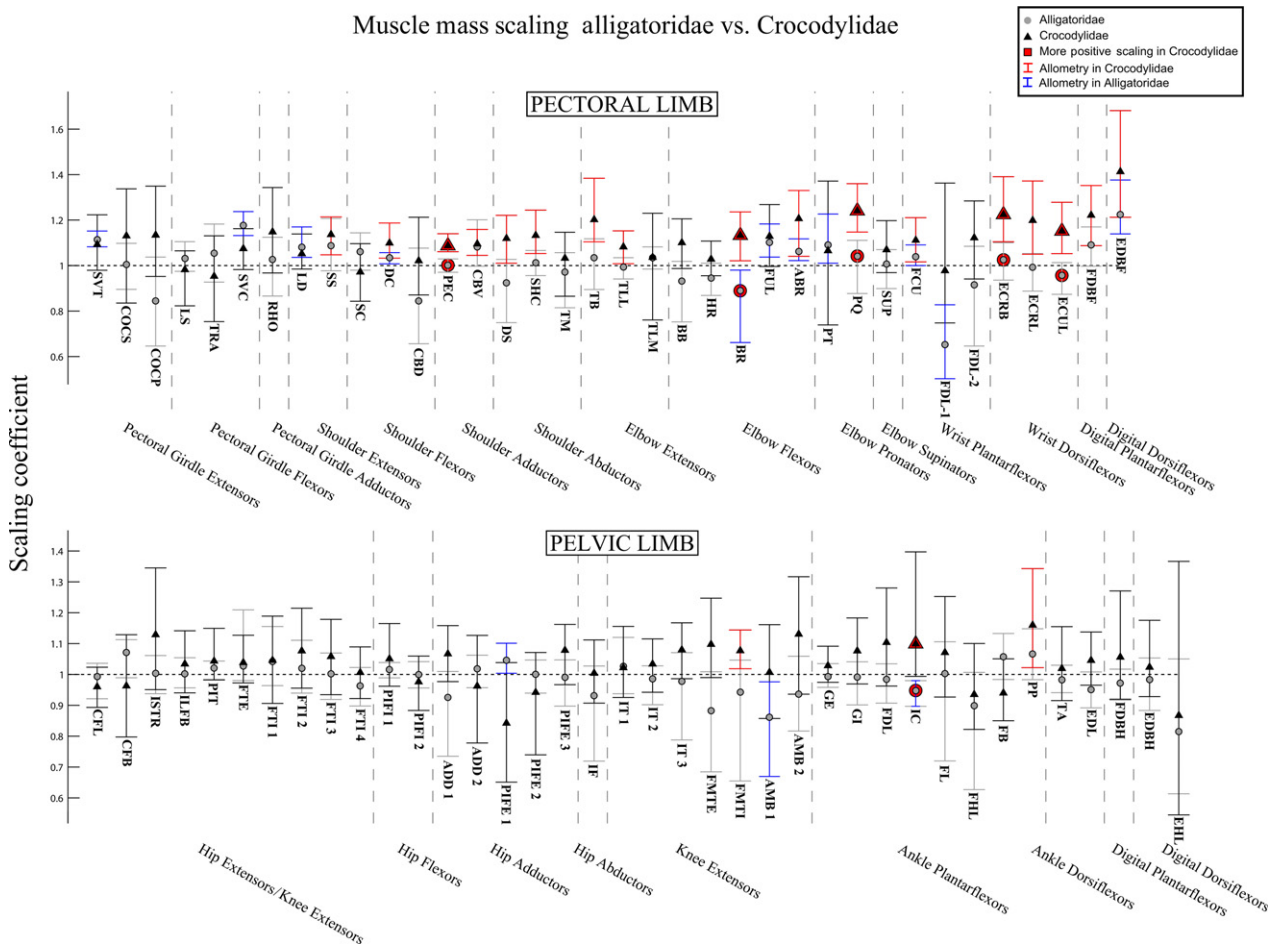 Muscle mass scaling alligatoridae vs. Crocodylidae
Alligatoridae
Crocodylidae
More positive scaling in Crocodylidae
Allometry in Crocodylidae
Allometry in Alligatoridae
PECTORAL LIMB
1.6
1.4
1.2
1
0.8
0.6
SVT
COCS
COCP
LS
TRA
SVC
RHO
LD
SS
SC
DC
CBD
PEC
CBV
DS
SHC
TM
TB
TLL
TLM
BB
HR
BR
FUL
ABR
PT
PQ
SUP
FCU
FDL-1
FDL-2
ECRB
ECRL
ECUL
FDBF
EDBF
Pectoral Girdle Extensors
Pectoral Girdle Flexors
Pectoral Girdle Adductors
Shoulder Extensors
Shoulder Flexors
Shoulder Adductors
Shoulder Abductors
Elbow Extensors
Elbow Flexors
Elbow Pronators
Elbow Supinators
Wrist Plantarflexors
Wrist Dorsiflexors
Digital Plantarflexors
Digital Dorsiflexors
Scaling coefficient
PELVIC LIMB
1.4
1.3
1.2
1.1
1
0.9
0.8
0.7
0.6
CFL
CFB
ISTR
ILFB
PIT
FTE
FTI 1
FTI 2
FTI 3
FTI 4
PIFI 1
PIFI 2
ADD 1
ADD 2
PIFE 1
PIFE 2
PIFE 3
IF
IT 1
IT 2
IT 3
FMTE
FMTI
AMB 1
AMB 2
GE
GI
FDL
IC
FL
FHL
FB
PP
TA
EDL
FDBH
EDBH
EHL
Hip Extensors/Knee Extensors
Hip Flexors
Hip Adductors
Hip Abductors
Knee Extensors
Ankle Plantarflexors
Ankle Dorsiflexors
Digital Plantarflexors
Digital Dorsiflexors